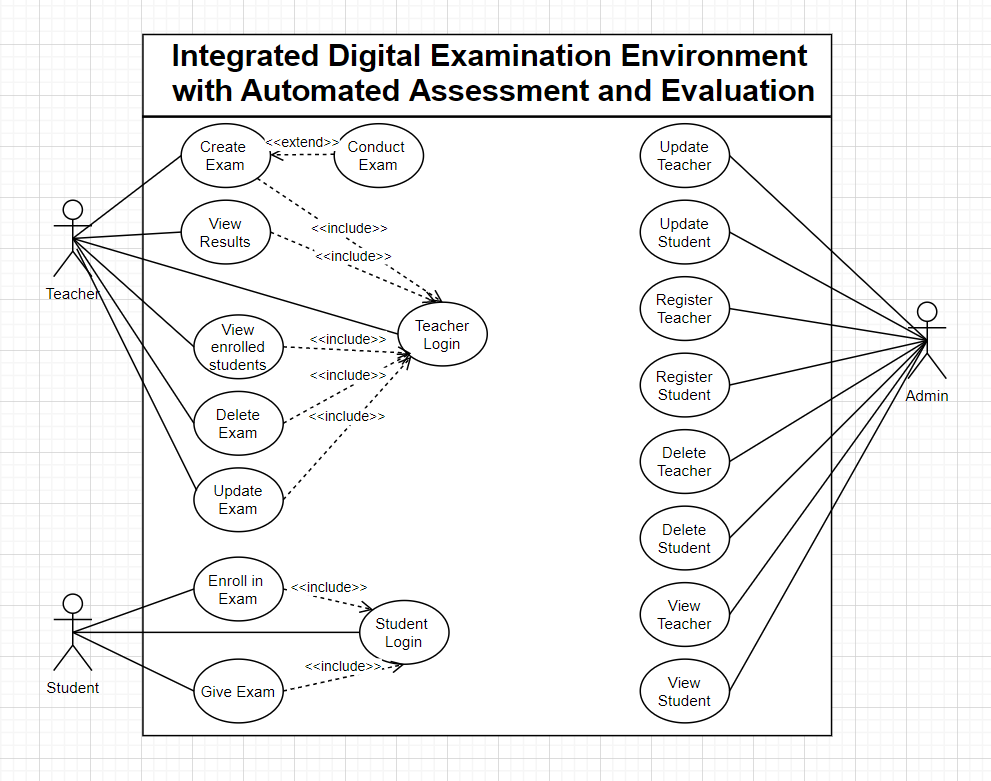 Integrated Digital Examination Environment
with Automated Assessment and Evaluation
Create
Exam
<<extend>>
Conduct
Exam
View
Results
<<include>>
<<include>>
Teacher
Teacher
Login
View
enrolled
students
<<include>>
<<include>>
Delete
Exam
<<include>>
Update
Exam
Enroll in
Exam
<<include>>
Student
Login
<<include>>
Give Exam
Student
Update
Teacher
Update
Student
Register
Teacher
Register
Student
Delete
Teacher
Delete
Student
View
Teacher
View
Student
Admin